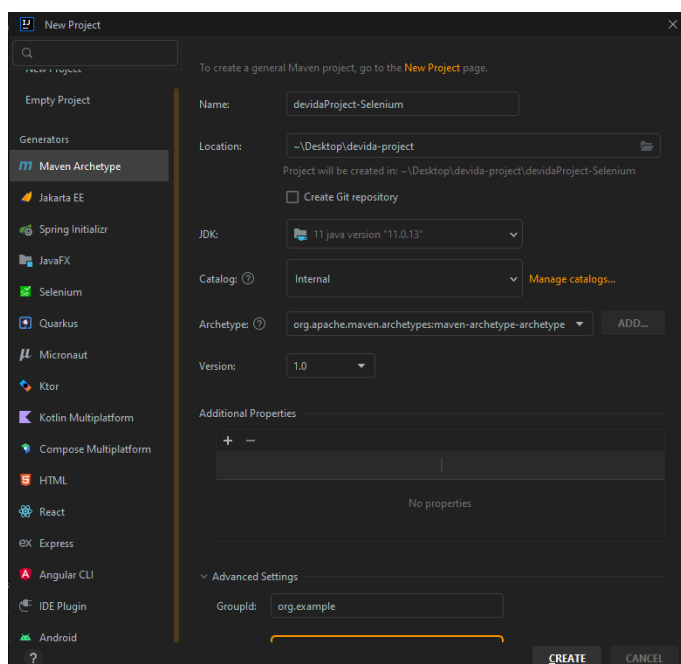 New Project
To create a general Maven project, go to the New Project page.
New Project
Empty Project
Generators
Maven Archetype
Jakarta EE
Spring Initializr
JavaFX
Selenium
Quarkus
Micronaut
Ktor
Kotlin Multiplatform
Compose Multiplatform
HTML
React
Express
Angular CLI
IDE Plugin
Android
Name:
devidaProject-Selenium
Location:
~\Desktop\devida-project
Project will be created in: ~\Desktop\devida-project\devidaProject-Selenium
Create Git repository
JDK:
11 java version "11.0.13"
Catalog:
Internal
Manage catalogs...
Archetype:
org.apache.maven.archetypes:maven-archetype-archetype
ADD...
Version:
1.0
Additional Properties
No properties
Advanced Settings
GroupId:
org.example
CREATE
CANCEL